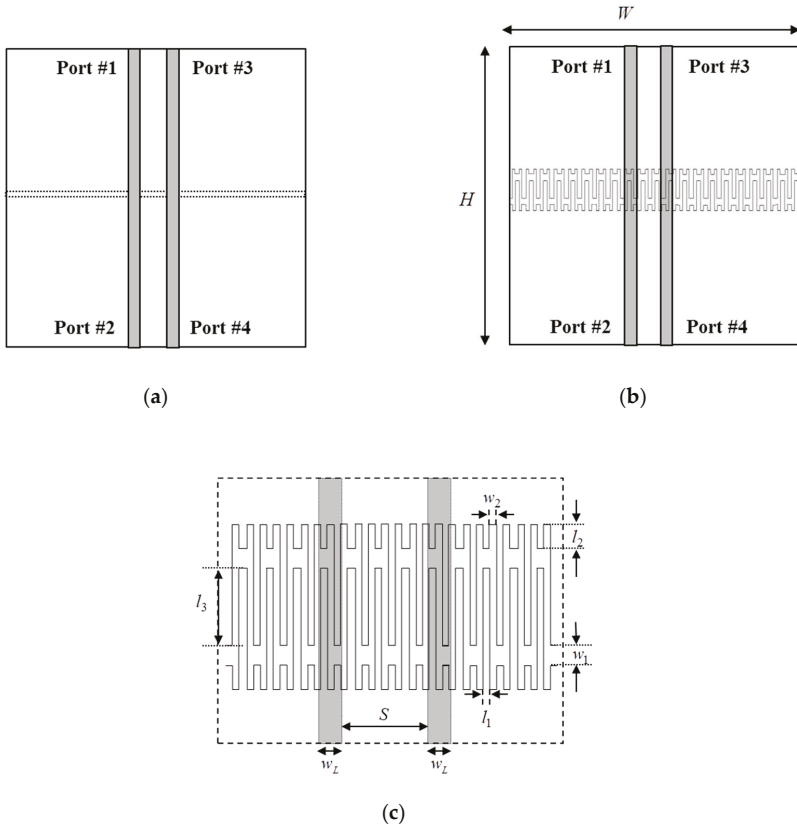 Port #1
Port #3
Port #2
Port #4
(a)
W
H
Port #1
Port #3
Port #2
Port #4
(b)
w2
l2
l3
w1
S
l1
wL
wL
(c)